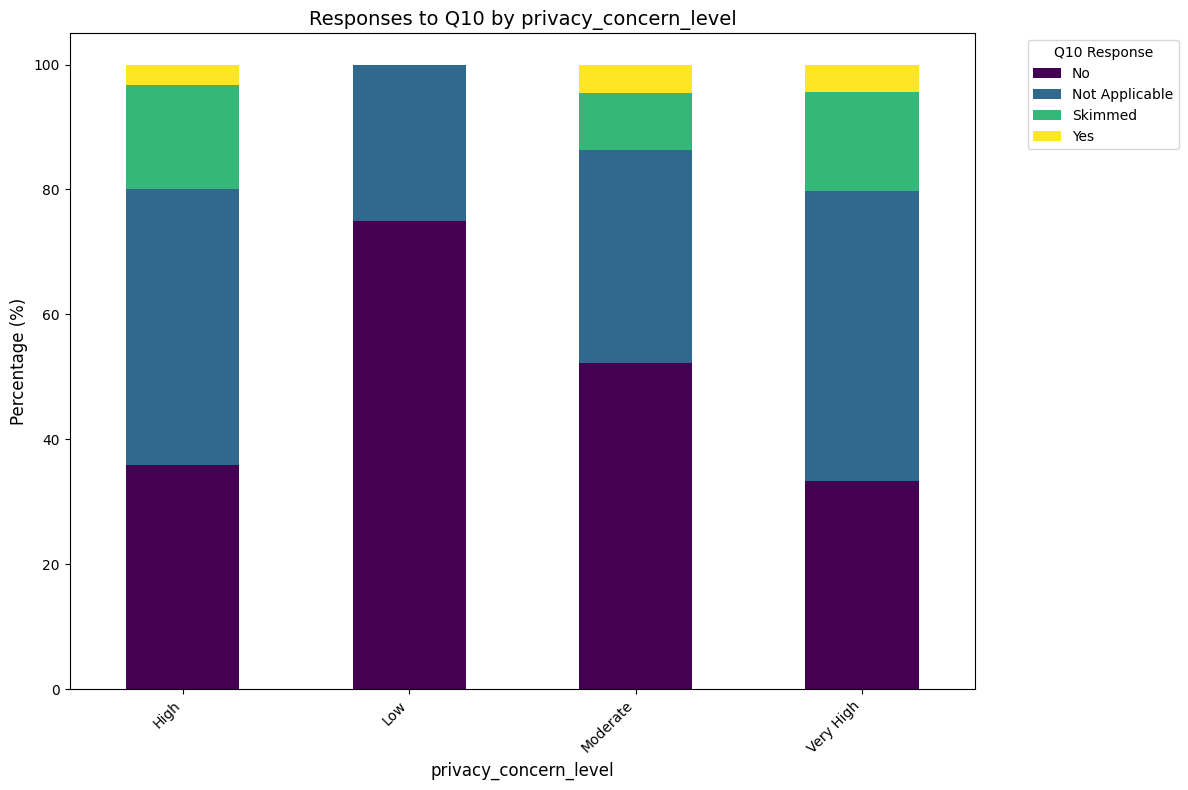 Responses to Q10 by privacy_concern_level
Q10 Response
No
Not Applicable
Skimmed
Yes
Percentage (%)
100
80
60
40
20
0
High
Low
Moderate
Very High
privacy_concern_level